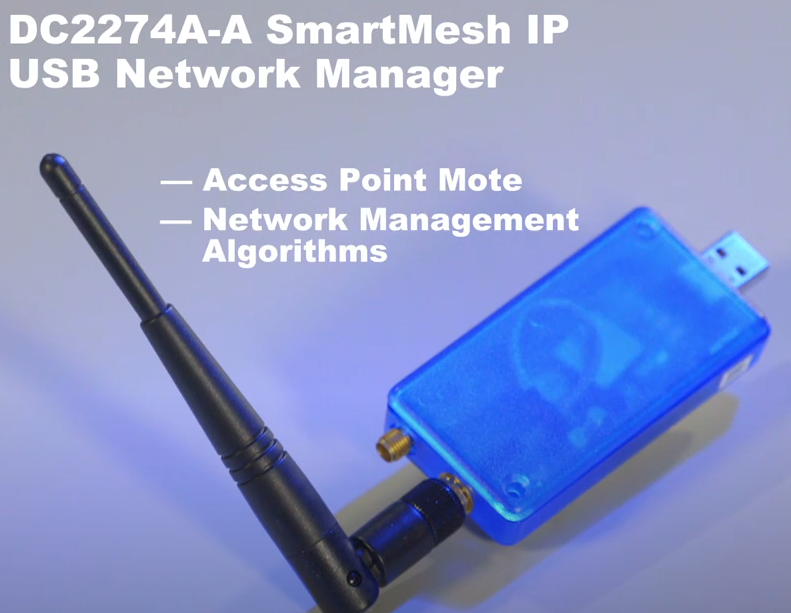 DC2274A-A SmartMesh IP
USB Network Manager
— Access Point Mote
— Network Management
Algorithms